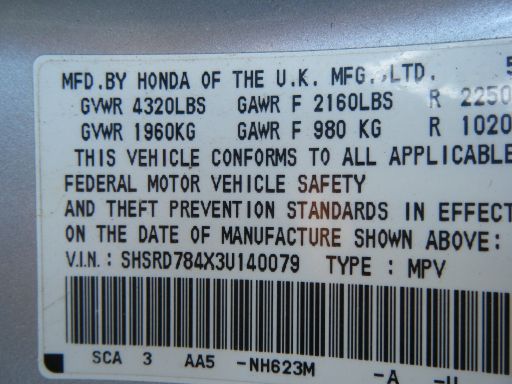 MFD.BY HONDA OF THE U.K. MFG.,LTD. 5
GVWR 4320LBS GAWR F 2160LBS R 2250
GVWR 1960KG GAWR F 980 KG R 1020
THIS VEHICLE CONFORMS TO ALL APPLICABLE
FEDERAL MOTOR VEHICLE SAFETY
AND THEFT PREVENTION STANDARDS IN EFFECT
ON THE DATE OF MANUFACTURE SHOWN ABOVE:
V.I.N.: SHSRD784X3U140079 TYPE: MPV
SCA 3 AA5 -NH623M -A